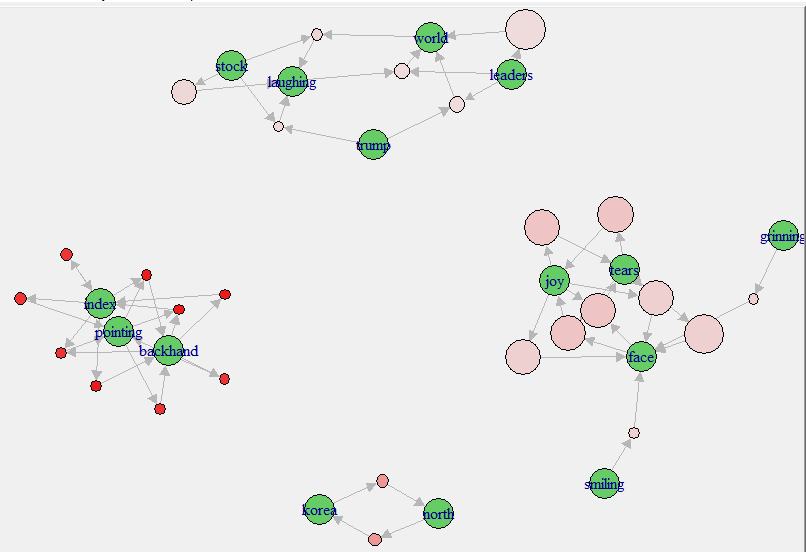 world
stock
leaders
laughing
trump
grinning
tears
joy
index
pointing
backhand
face
smiling
korea
north